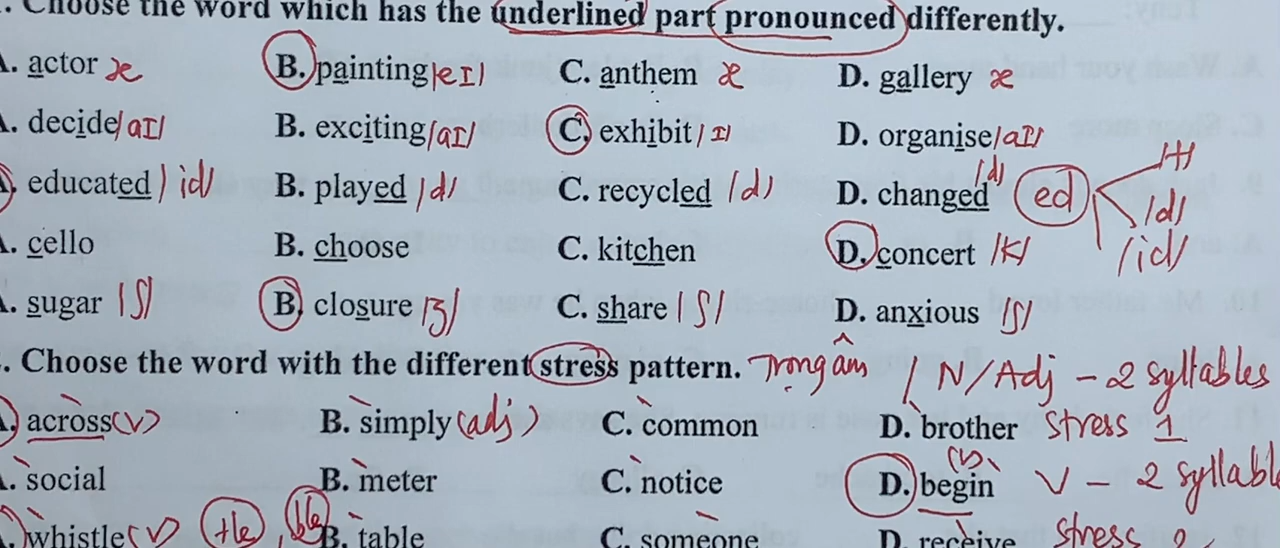 . Choose the word which has the underlined part pronounced differently.
A. actor æ B. painting /eɪ/ C. anthem æ D. gallery æ
A. decide /aɪ/ B. exciting /aɪ/ C. exhibit /ɪ/ D. organise /aɪ/
A. educated /id/ B. played /d/ C. recycled /d/ D. changed /d/ ed /t/ /d/ /id/
A. cello B. choose C. kitchen D. concert /k/
A. sugar /ʃ/ B. closure /ʒ/ C. share /ʃ/ D. anxious /ʃ/
. Choose the word with the different stress pattern. Trọng âm / N/Adj - 2 syllables
A. across (v) B. simply (adj) C. common D. brother stress 1
A. social B. meter C. notice D. begin (v) V - 2 syllable
whistle (v) tle, ble B. table C. someone D. receive stress 2